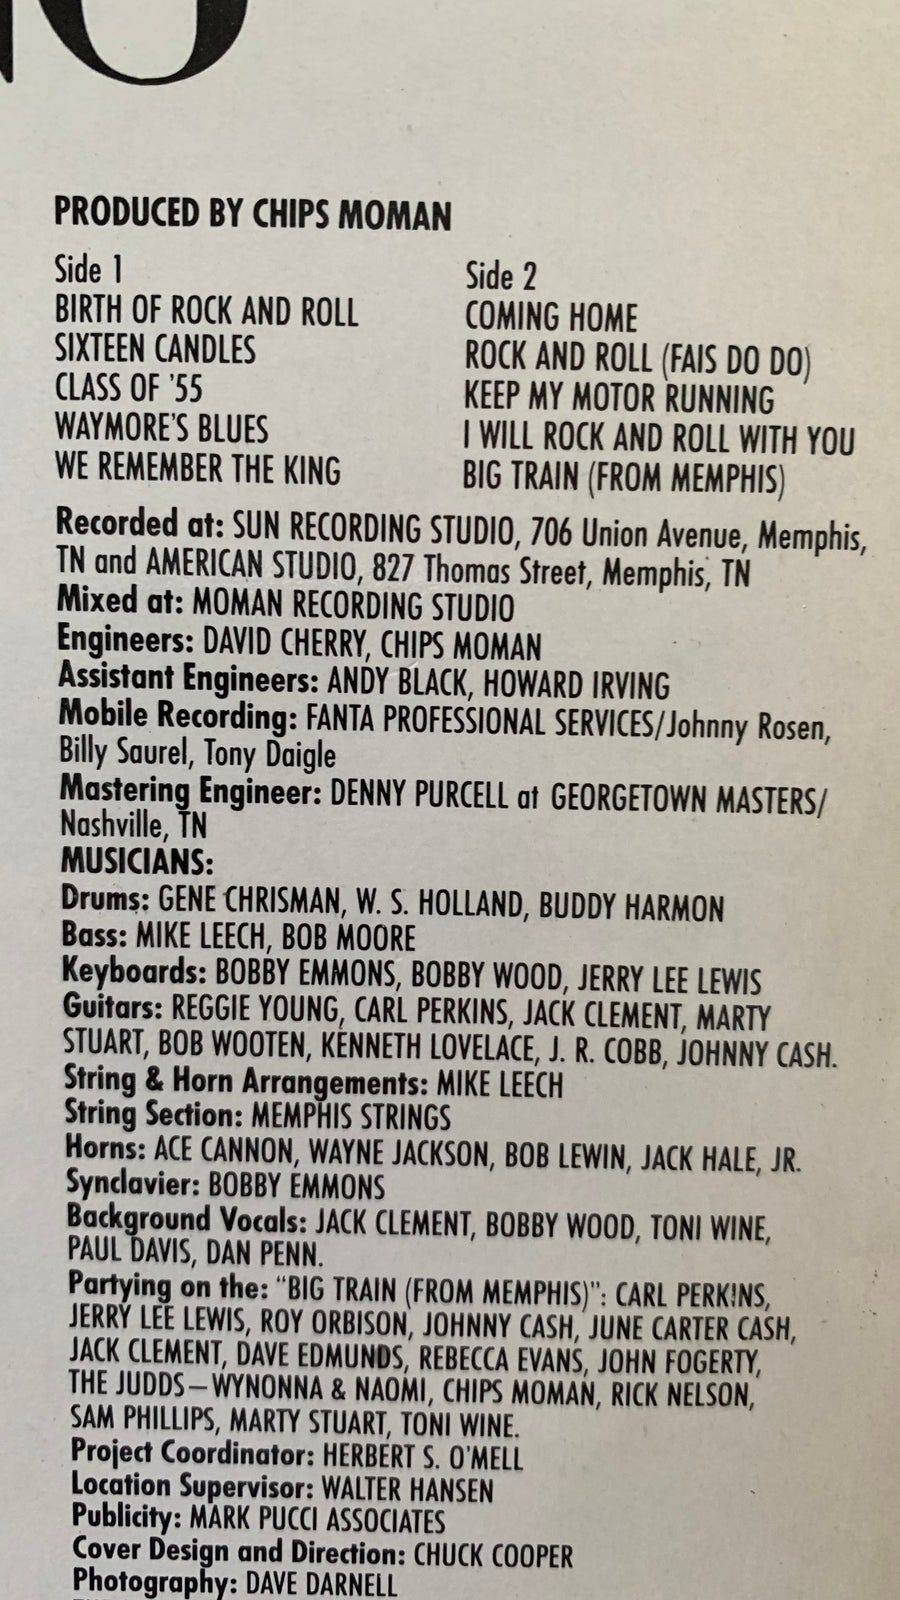 NO
PRODUCED BY CHIPS MOMAN
Side 1
BIRTH OF ROCK AND ROLL
SIXTEEN CANDLES
CLASS OF '55
WAYMORE'S BLUES
WE REMEMBER THE KING
Side 2
COMING HOME
ROCK AND ROLL (FAIS DO DO)
KEEP MY MOTOR RUNNING
I WILL ROCK AND ROLL WITH YOU
BIG TRAIN (FROM MEMPHIS)
Recorded at: SUN RECORDING STUDIO, 706 Union Avenue, Memphis,
TN and AMERICAN STUDIO, 827 Thomas Street, Memphis, TN
Mixed at: MOMAN RECORDING STUDIO
Engineers: DAVID CHERRY, CHIPS MOMAN
Assistant Engineers: ANDY BLACK, HOWARD IRVING
Mobile Recording: FANTA PROFESSIONAL SERVICES/Johnny Rosen,
Billy Saurel, Tony Daigle
Mastering Engineer: DENNY PURCELL at GEORGETOWN MASTERS/
Nashville, TN
MUSICIANS:
Drums: GENE CHRISMAN, W. S. HOLLAND, BUDDY HARMON
Bass: MIKE LEECH, BOB MOORE
Keyboards: BOBBY EMMONS, BOBBY WOOD, JERRY LEE LEWIS
Guitars: REGGIE YOUNG, CARL PERKINS, JACK CLEMENT, MARTY
STUART, BOB WOOTEN, KENNETH LOVELACE, J. R. COBB, JOHNNY CASH.
String & Horn Arrangements: MIKE LEECH
String Section: MEMPHIS STRINGS
Horns: ACE CANNON, WAYNE JACKSON, BOB LEWIN, JACK HALE, JR.
Synclavier: BOBBY EMMONS
Background Vocals: JACK CLEMENT, BOBBY WOOD, TONI WINE,
PAUL DAVIS, DAN PENN.
Partying on the: "BIG TRAIN (FROM MEMPHIS)": CARL PERKINS,
JERRY LEE LEWIS, ROY ORBISON, JOHNNY CASH, JUNE CARTER CASH,
JACK CLEMENT, DAVE EDMUNDS, REBECCA EVANS, JOHN FOGERTY,
THE JUDDS—WYNONNA & NAOMI, CHIPS MOMAN, RICK NELSON,
SAM PHILLIPS, MARTY STUART, TONI WINE.
Project Coordinator: HERBERT S. O'MELL
Location Supervisor: WALTER HANSEN
Publicity: MARK PUCCI ASSOCIATES
Cover Design and Direction: CHUCK COOPER
Photography: DAVE DARNELL